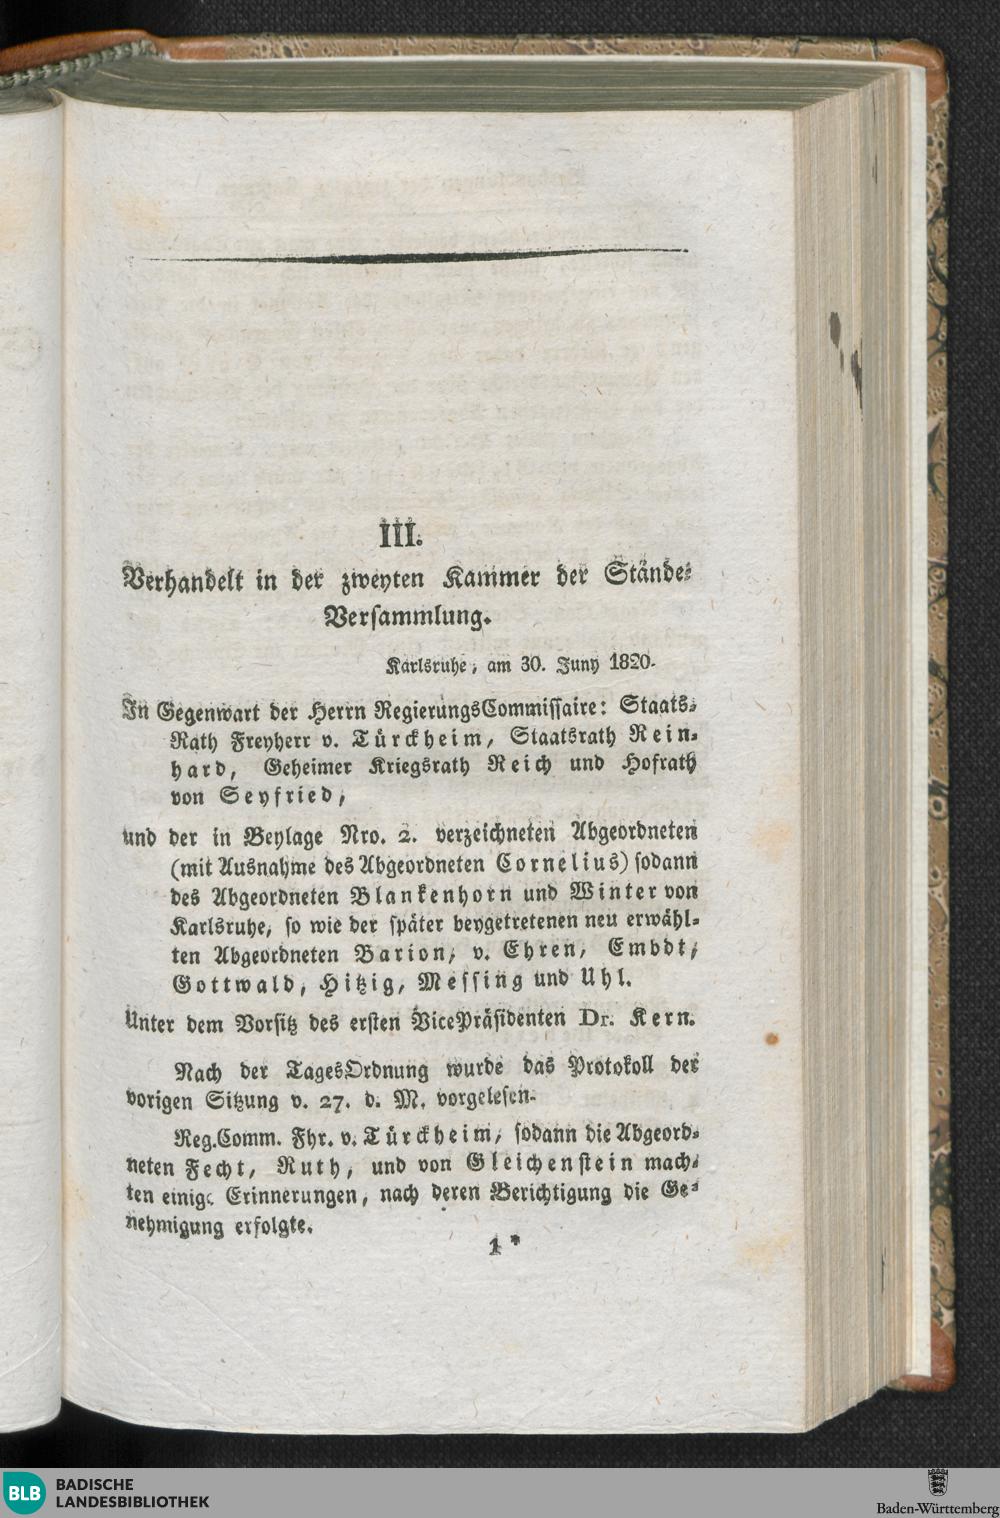 III.
Verhandelt in der zweyten Kammer der Stände-
Versammlung.
Karlsruhe, am 30. Juny 1820.
In Gegenwart der Herrn RegierungsCommissaire: Staats-
Rath Freyherr v. Türckheim, Staatsrath Rein-
hard, Geheimer Kriegsrath Reich und Hofrath
von Seyfried,
und der in Beylage Nro. 2. verzeichneten Abgeordneten
(mit Ausnahme des Abgeordneten Cornelius) sodann
des Abgeordneten Blankenhorn und Winter von
Karlsruhe, so wie der später beygetretenen neu erwähl-
ten Abgeordneten Barion, v. Ehren, Embdt,
Gottwald, Hitzig, Messing und Uhl.
Unter dem Vorsitz des ersten VicePräsidenten Dr. Kern.
Nach der TagesOrdnung wurde das Protokoll der
vorigen Sitzung v. 27. d. M. vorgelesen.
Reg.Comm. Fhr. v. Türckheim, sodann die Abgeord-
neten Fecht, Ruth, und von Gleichenstein mach-
ten einige Erinnerungen, nach deren Berichtigung die Ge-
nehmigung erfolgte.
1 *
BLB BADISCHE
LANDESBIBLIOTHEK
Baden-Württemberg